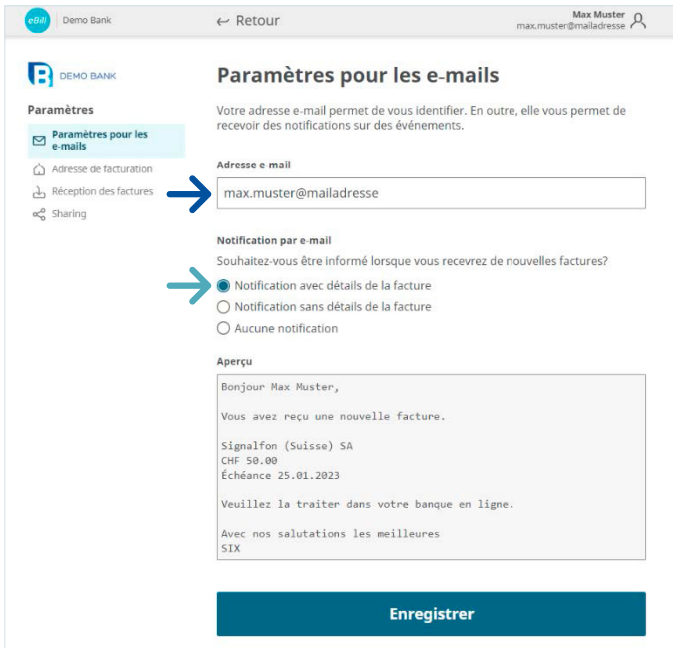 eBill
Demo Bank
Retour
Max Muster
max.muster@mailadresse
DEMO BANK
Paramètres
Paramètres pour les
e-mails
Adresse de facturation
Réception des factures
Sharing
Paramètres pour les e-mails
Votre adresse e-mail permet de vous identifier. En outre, elle vous permet de
recevoir des notifications sur des événements.
Adresse e-mail
max.muster@mailadresse
Notification par e-mail
Souhaitez-vous être informé lorsque vous recevrez de nouvelles factures?
Notification avec détails de la facture
Notification sans détails de la facture
Aucune notification
Aperçu
Bonjour Max Muster,
Vous avez reçu une nouvelle facture.
Signalfon (Suisse) SA
CHF 50.00
Échéance 25.01.2023
Veuillez la traiter dans votre banque en ligne.
Avec nos salutations les meilleures
SIX
Enregistrer